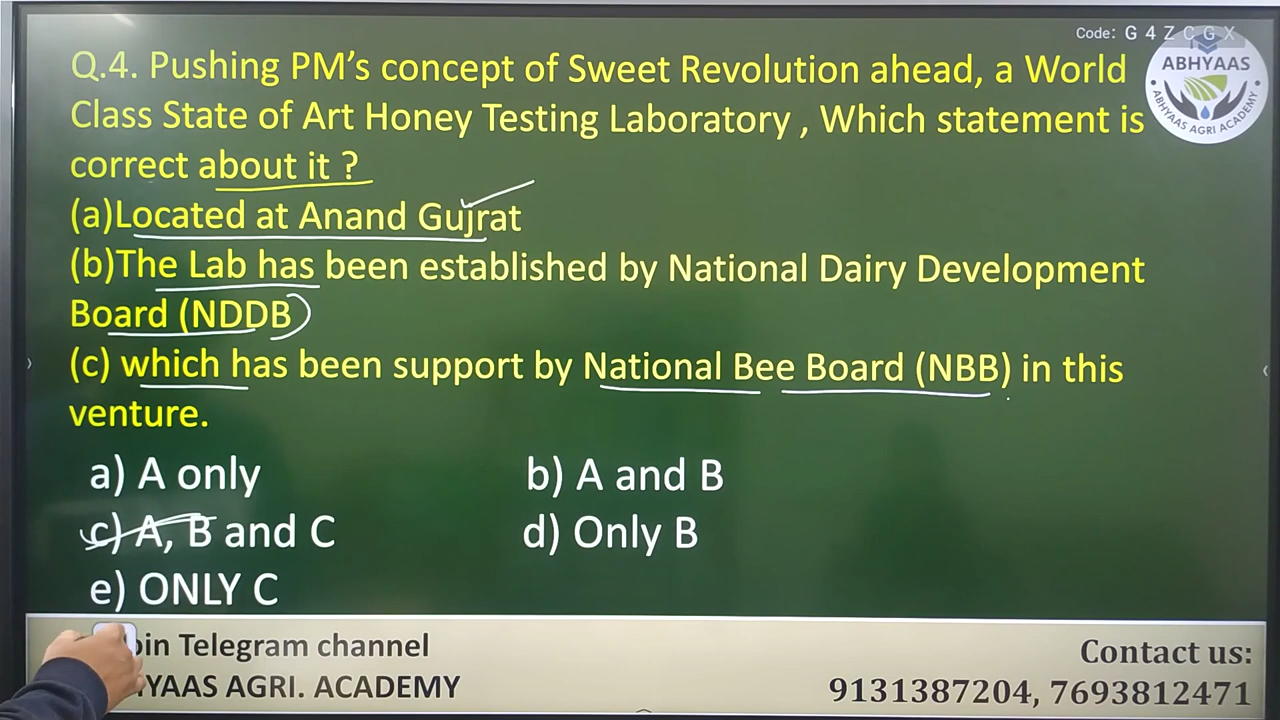 Code: G 4 Z C G X
Q.4. Pushing PM's concept of Sweet Revolution ahead, a World
Class State of Art Honey Testing Laboratory , Which statement is
correct about it ?
(a)Located at Anand Gujrat
(b)The Lab has been established by National Dairy Development
Board (NDDB)
(c) which has been support by National Bee Board (NBB) in this
venture.
a) A only b) A and B
c) A, B and C d) Only B
e) ONLY C
ABHYAAS
ABHYAAS AGRI ACADEMY
Telegram channel
AGRI. ACADEMY
Contact us:
9131387204, 7693812471